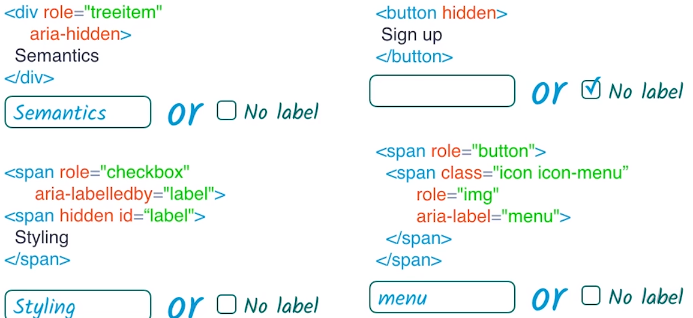 <div role="treeitem"
aria-hidden>
Semantics
</div>
Semantics or No label
<button hidden>
Sign up
</button>
or No label
<span role="checkbox"
aria-labelledby="label">
<span hidden id=“label">
Styling
</span>
Styling or No label
<span role="button">
<span class="icon icon-menu”
role="img"
aria-label="menu">
</span>
</span>
menu or No label